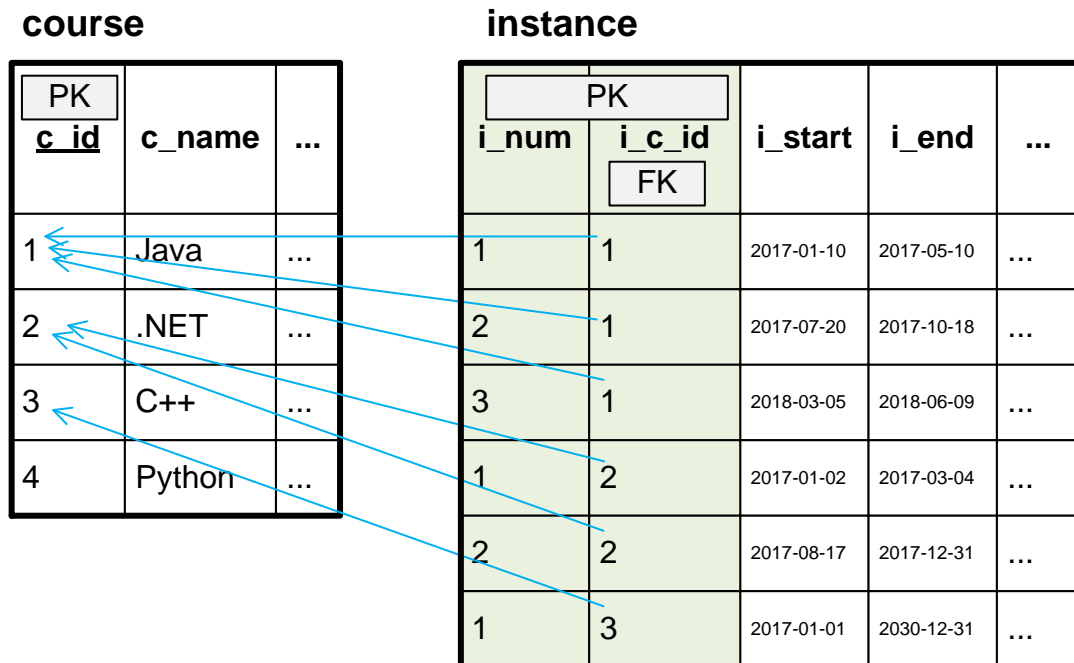 course
PK
c_id c_name ...
1 Java ...
2 .NET ...
3 C++ ...
4 Python ...
instance
PK
i_num i_c_id i_start i_end ...
FK
1 1 2017-01-10 2017-05-10 ...
2 1 2017-07-20 2017-10-18 ...
3 1 2018-03-05 2018-06-09 ...
1 2 2017-01-02 2017-03-04 ...
2 2 2017-08-17 2017-12-31 ...
1 3 2017-01-01 2030-12-31 ...